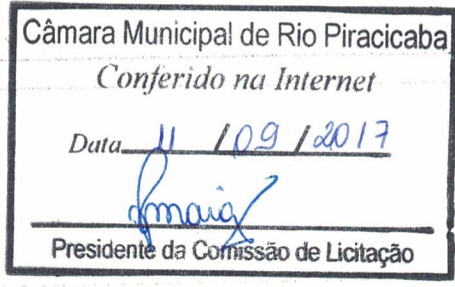 Câmara Municipal de Rio Piracicaba
Conferido na Internet
Data 11 / 09 / 2017
Presidente da Comissão de Licitação